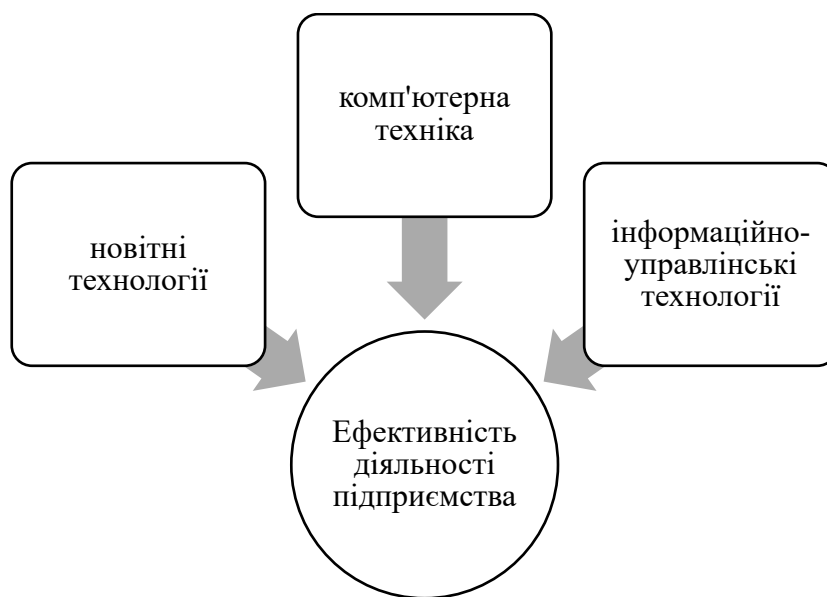 комп'ютерна
техніка
новітні
технології
інформаційно-
управлінські
технології
Ефективність
діяльності
підприємства